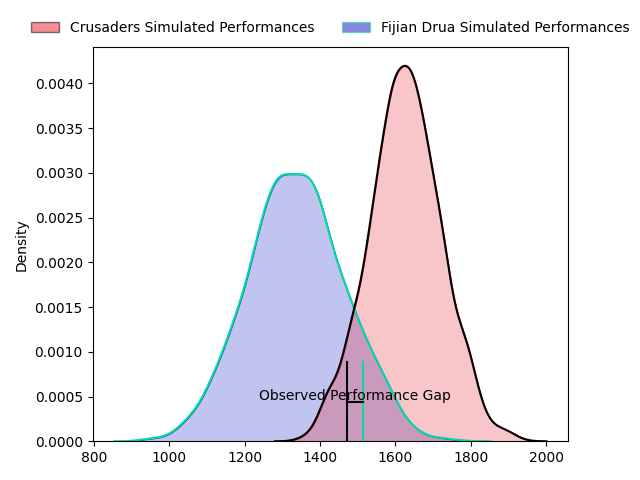 Crusaders Simulated Performances Fijian Drua Simulated Performances
0.0040
0.0035
0.0030
0.0025
0.0020
0.0015
0.0010
0.0005
0.0000
Density
Observed Performance Gap
800 1000 1200 1400 1600 1800 2000